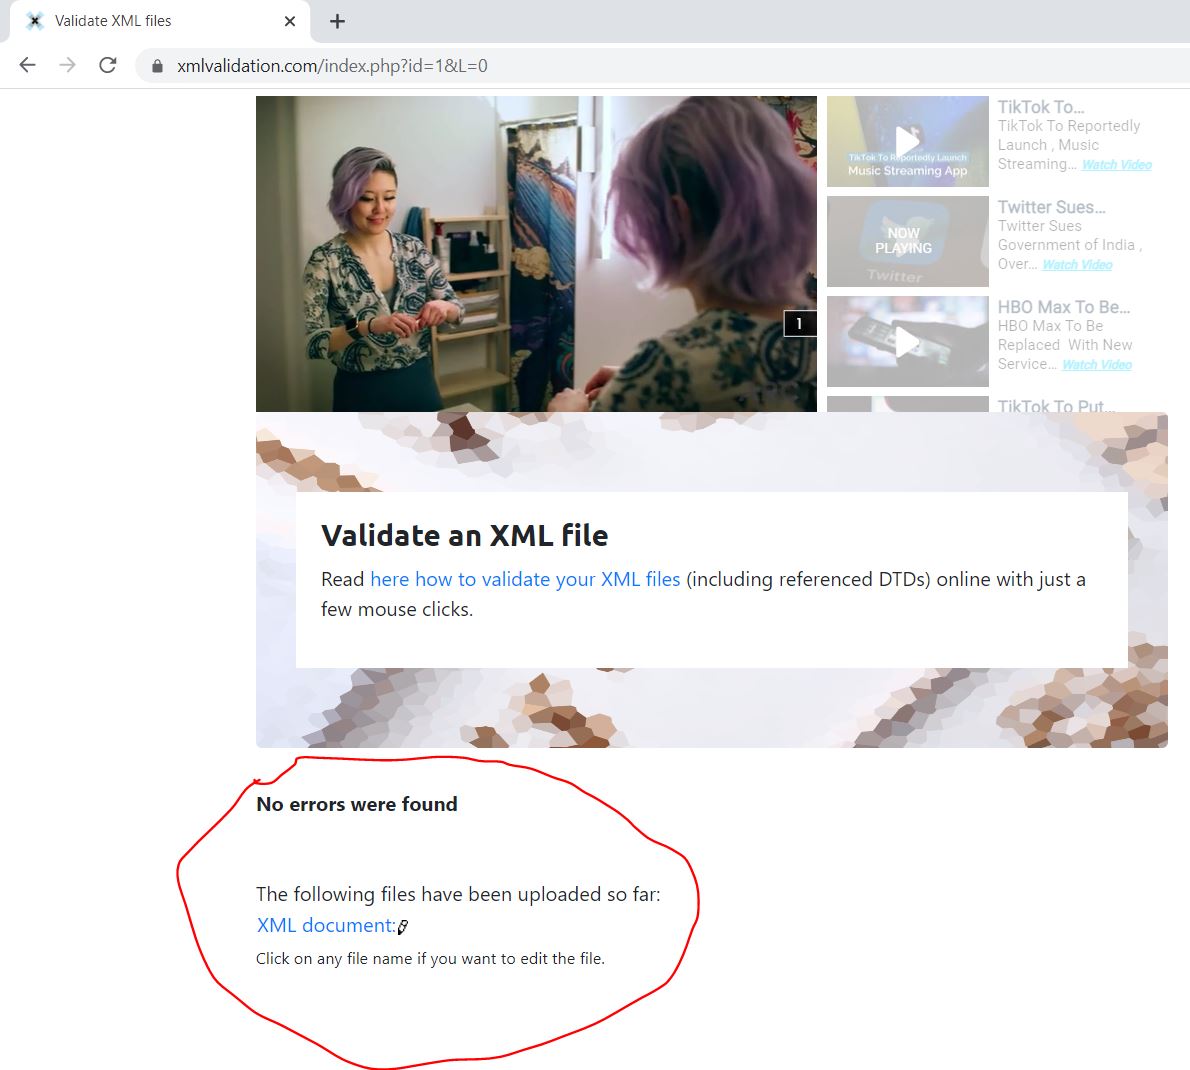 Validate XML files
xmlvalidation.com/index.php?id=1&L=0
1
TikTok To Reportedly Launch
Music Streaming App
TikTok To...
TikTok To Reportedly
Launch , Music
Streaming... Watch Video
NOW
PLAYING
Twitter
Twitter Sues...
Twitter Sues
Government of India ,
Over... Watch Video
HBO Max To Be...
HBO Max To Be
Replaced With New
Service... Watch Video
TikTok To Put...
Validate an XML file
Read here how to validate your XML files (including referenced DTDs) online with just a
few mouse clicks.
No errors were found
The following files have been uploaded so far:
XML document:
Click on any file name if you want to edit the file.